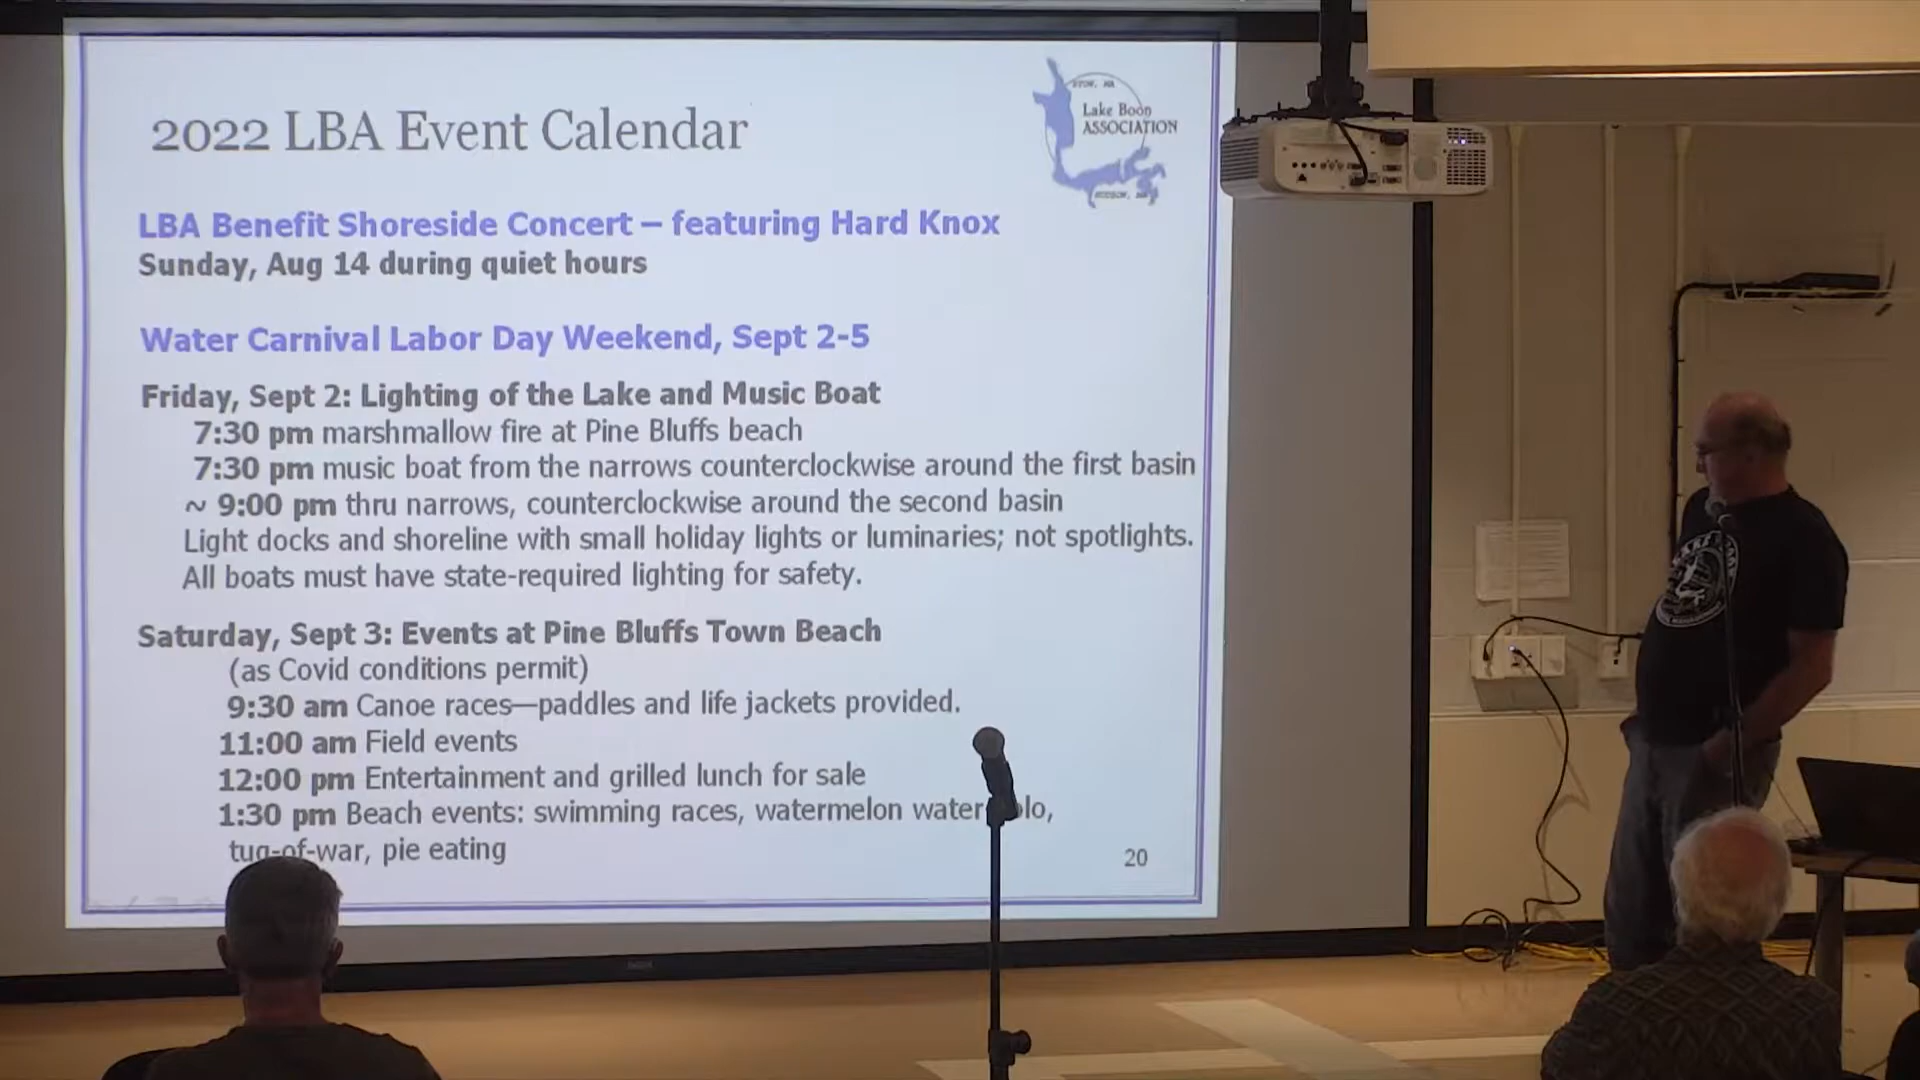 2022 LBA Event Calendar
STOW, MA
Lake Boon
ASSOCIATION
HUDSON, MA
LBA Benefit Shoreside Concert – featuring Hard Knox
Sunday, Aug 14 during quiet hours
Water Carnival Labor Day Weekend, Sept 2-5
Friday, Sept 2: Lighting of the Lake and Music Boat
7:30 pm marshmallow fire at Pine Bluffs beach
7:30 pm music boat from the narrows counterclockwise around the first basin
~ 9:00 pm thru narrows, counterclockwise around the second basin
Light docks and shoreline with small holiday lights or luminaries; not spotlights.
All boats must have state-required lighting for safety.
Saturday, Sept 3: Events at Pine Bluffs Town Beach
(as Covid conditions permit)
9:30 am Canoe races—paddles and life jackets provided.
11:00 am Field events
12:00 pm Entertainment and grilled lunch for sale
1:30 pm Beach events: swimming races, watermelon water
tug-of-war, pie eating
20